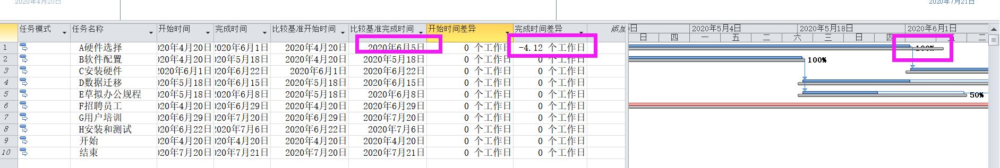 2020年4月20日
2020年7月21日
任务模式 任务名称 开始时间 完成时间 比较基准开始时间 比较基准完成时间 开始时间差异 完成时间差异 添加
2020年5月4日 2020年5月18日 2020年6月1日
日 四 一 五 二 六 三 日 四 一 五 二
1 A硬件选择 020年4月20日 020年6月1日 2020年4月20日 2020年6月5日 0 个工作日 -4.12 个工作日 100%
2 B软件配置 020年4月20日 020年5月18日 2020年4月20日 2020年5月18日 0 个工作日 0 个工作日 100%
3 C安装硬件 2020年6月1日 020年6月22日 2020年6月1日 2020年6月22日 0 个工作日 0 个工作日
4 D数据迁移 020年5月18日 020年6月15日 2020年5月18日 2020年6月15日 0 个工作日 0 个工作日
5 E草拟办公规程 020年5月18日 2020年6月8日 2020年5月18日 2020年6月8日 0 个工作日 0 个工作日 50%
6 F招聘员工 020年4月20日 020年6月29日 2020年4月20日 2020年6月29日 0 个工作日 0 个工作日
7 G用户培训 020年6月29日 020年7月20日 2020年6月29日 2020年7月20日 0 个工作日 0 个工作日
8 H安装和测试 020年6月22日 2020年7月6日 2020年6月22日 2020年7月6日 0 个工作日 0 个工作日
9 开始 020年4月20日 020年4月20日 2020年4月20日 2020年4月20日 0 个工作日 0 个工作日
10 结束 020年7月20日 020年7月21日 2020年7月20日 2020年7月21日 0 个工作日 0 个工作日